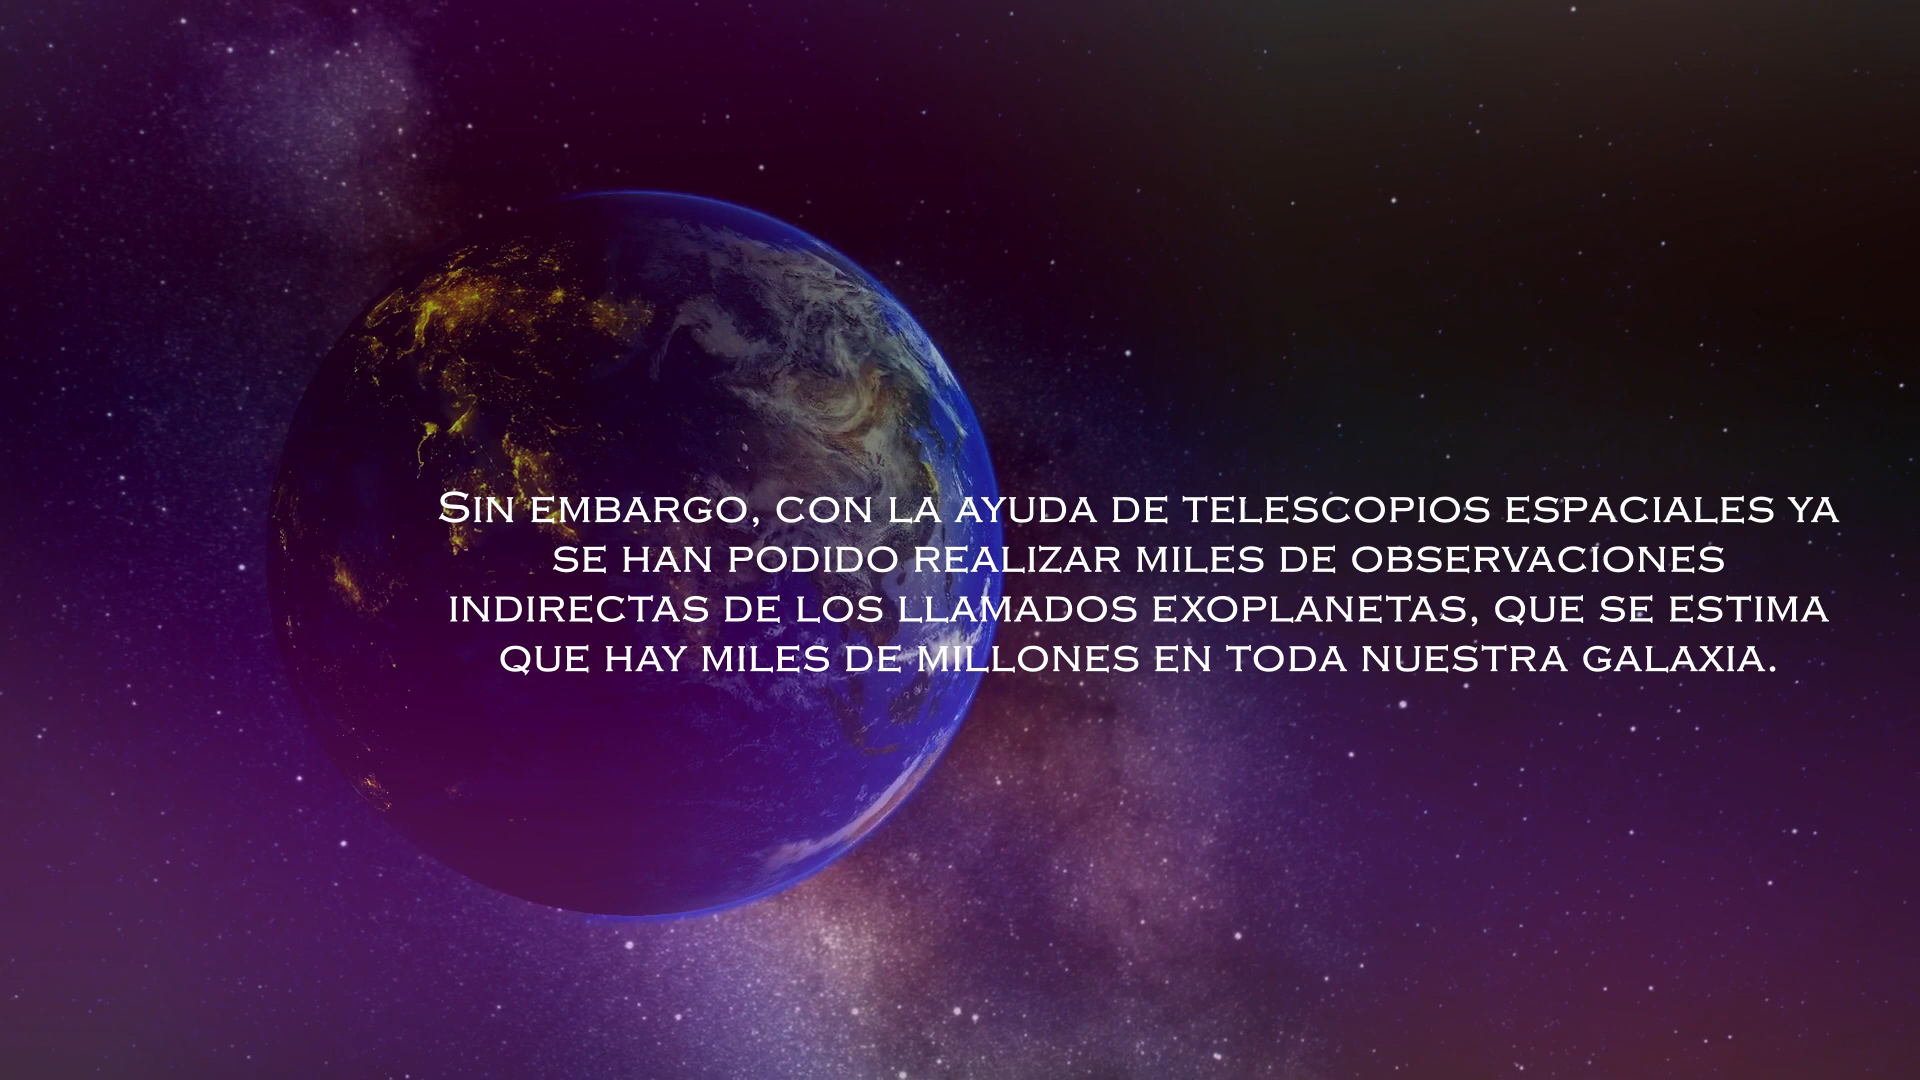 Sin embargo, con la ayuda de telescopios espaciales ya
se han podido realizar miles de observaciones
indirectas de los llamados exoplanetas, que se estima
que hay miles de millones en toda nuestra galaxia.